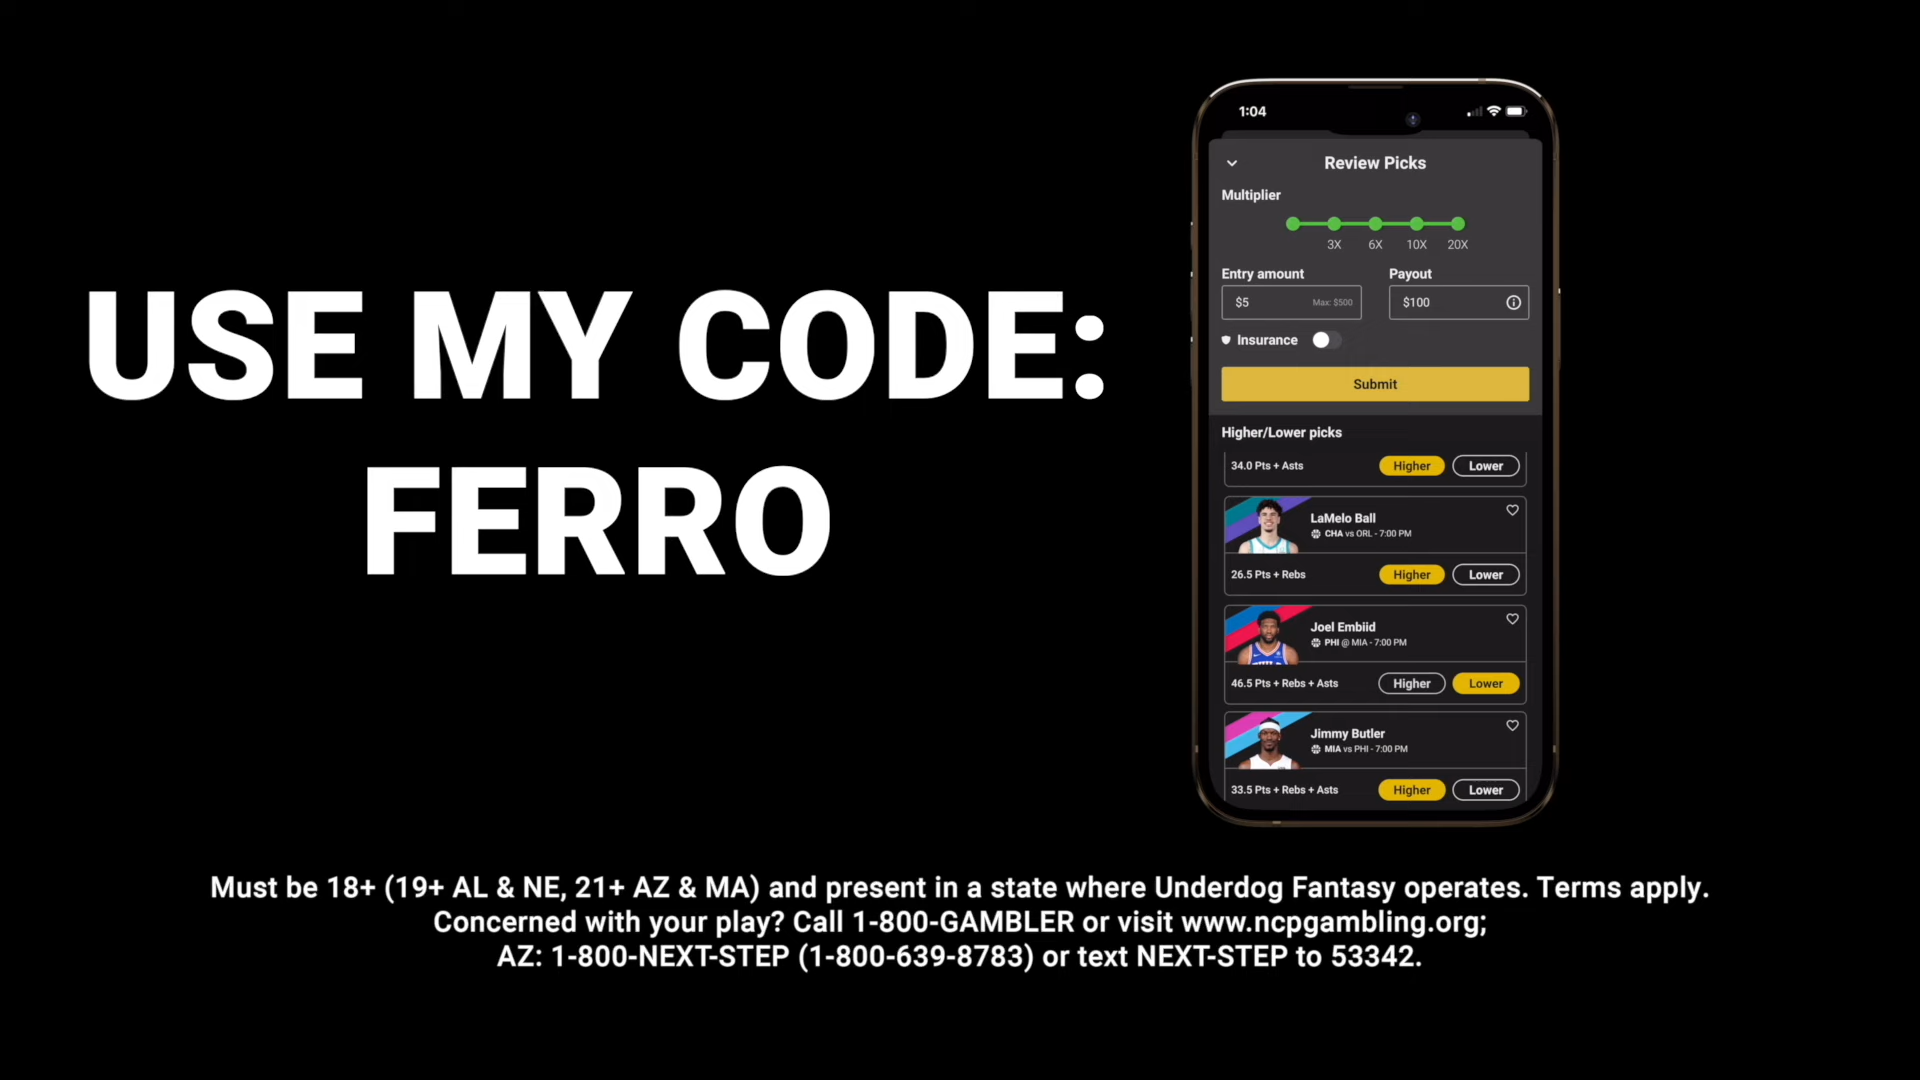 USE MY CODE:
FERRO
1:04
Review Picks
Multiplier
3X 6X 10X 20X
Entry amount Payout
$5 Max: $500 $100
Insurance
Submit
Higher/Lower picks
34.0 Pts + Asts Higher Lower
LaMelo Ball
CHA vs ORL - 7:00 PM
26.5 Pts + Rebs Higher Lower
Joel Embiid
PHI @ MIA - 7:00 PM
46.5 Pts + Rebs + Asts Higher Lower
Jimmy Butler
MIA vs PHI - 7:00 PM
33.5 Pts + Rebs + Asts Higher Lower
Must be 18+ (19+ AL & NE, 21+ AZ & MA) and present in a state where Underdog Fantasy operates. Terms apply.
Concerned with your play? Call 1-800-GAMBLER or visit www.ncpgambling.org;
AZ: 1-800-NEXT-STEP (1-800-639-8783) or text NEXT-STEP to 53342.